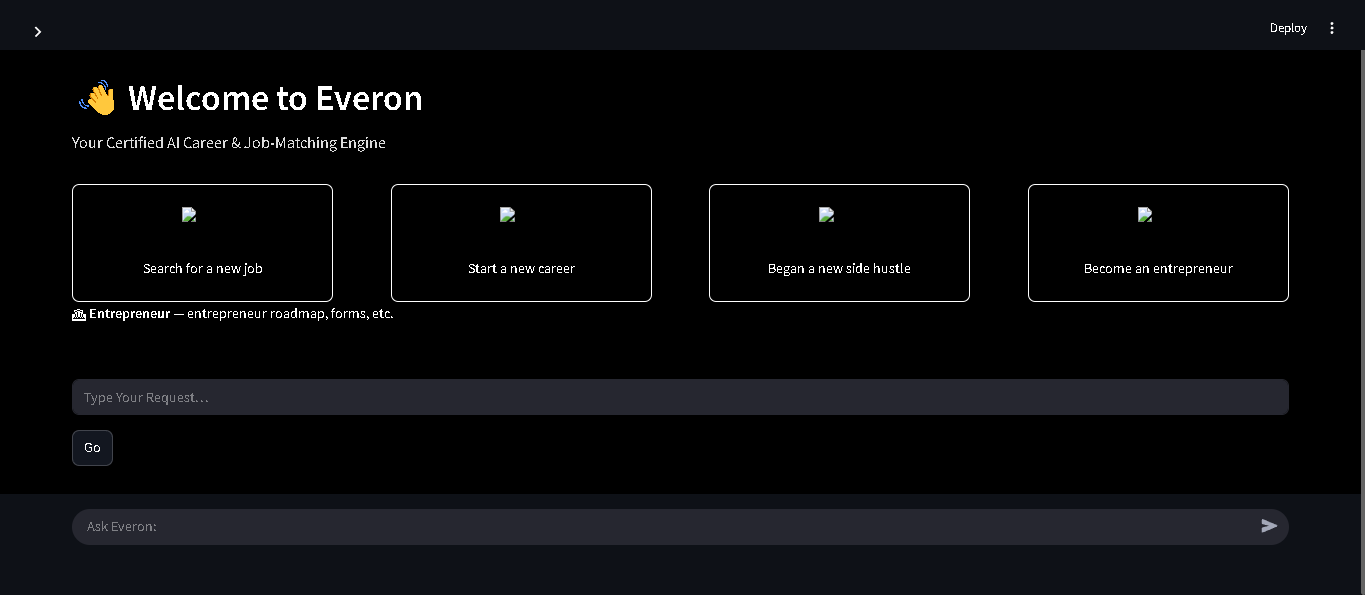 Deploy
Welcome to Everon
Your Certified AI Career & Job-Matching Engine
Search for a new job
Start a new career
Began a new side hustle
Become an entrepreneur
Entrepreneur — entrepreneur roadmap, forms, etc.
Type Your Request...
Go
Ask Everon: